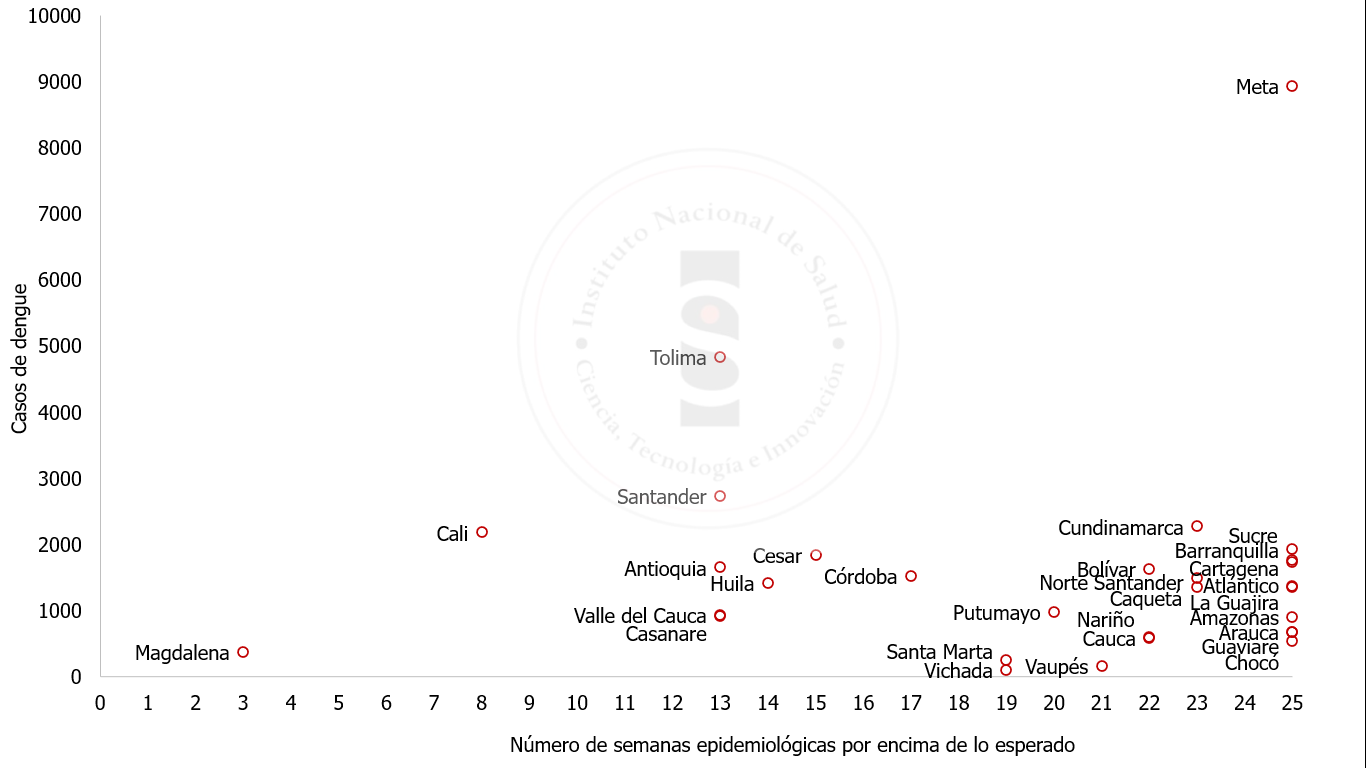 10000
9000
8000
7000
6000
5000
4000
3000
2000
1000
0
Casos de dengue
Meta
Instituto Nacional de Salud
Ciencia, Tecnología e Innovación
Tolima
Santander
Cali
Cundinamarca
Sucre
Barranquilla
Cesar
Antioquia
Bolívar
Cartagena
Córdoba
Huila
Norte Santander
Atlántico
Caquetá
La Guajira
Valle del Cauca
Putumayo
Nariño
Amazonas
Casanare
Cauca
Arauca
Magdalena
Santa Marta
Guaviare
Vichada
Vaupés
Chocó
0 1 2 3 4 5 6 7 8 9 10 11 12 13 14 15 16 17 18 19 20 21 22 23 24 25
Número de semanas epidemiológicas por encima de lo esperado